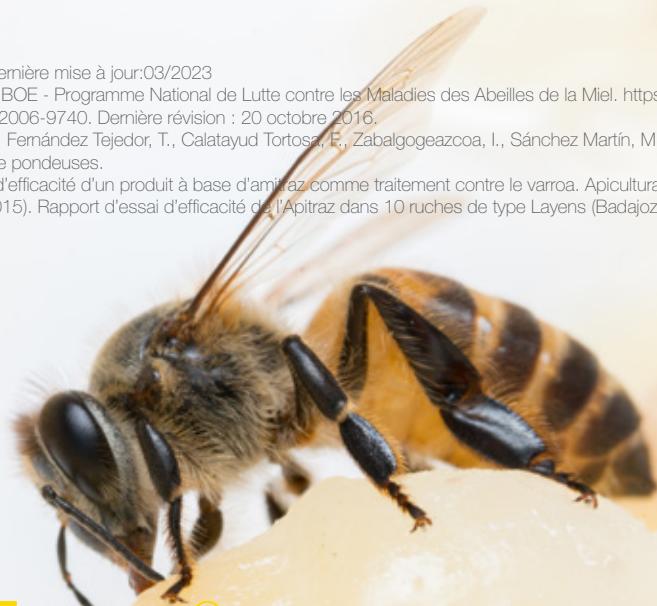 ernière mise à jour:03/2023
BOE - Programme National de Lutte contre les Maladies des Abeilles de la Miel. https
2006-9740. Dernière révision : 20 octobre 2016.
Fernández Tejedor, T., Calatayud Tortosa, F., Zabalgogeazcoa, I., Sánchez Martín, M
e pondeuses.
d'efficacité d'un produit à base d'amitraz comme traitement contre le varroa. Apicultura
015). Rapport d'essai d'efficacité de l'Apitraz dans 10 ruches de type Layens (Badajoz